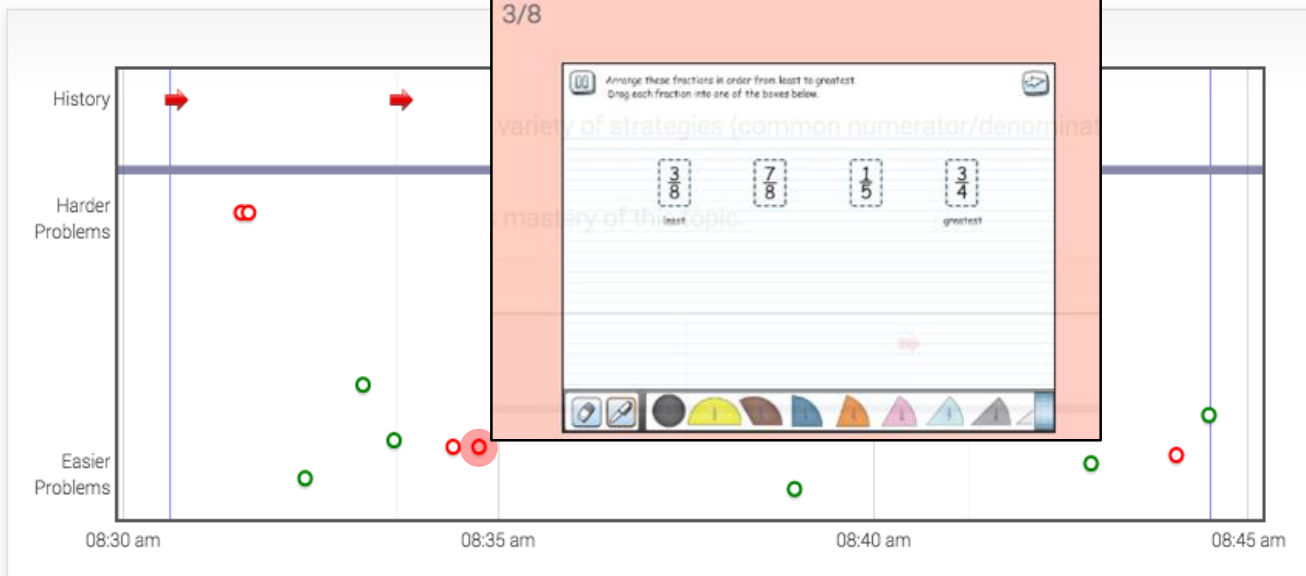 3/8
Arrange these fractions in order from least to greatest.
Drag each fraction into one of the boxes below.
variety of strategies (common numerator/denominat
3/8 7/8 1/5 3/4
mastery of this topic.
least greatest
History
Harder
Problems
Easier
Problems
08:30 am 08:35 am 08:40 am 08:45 am